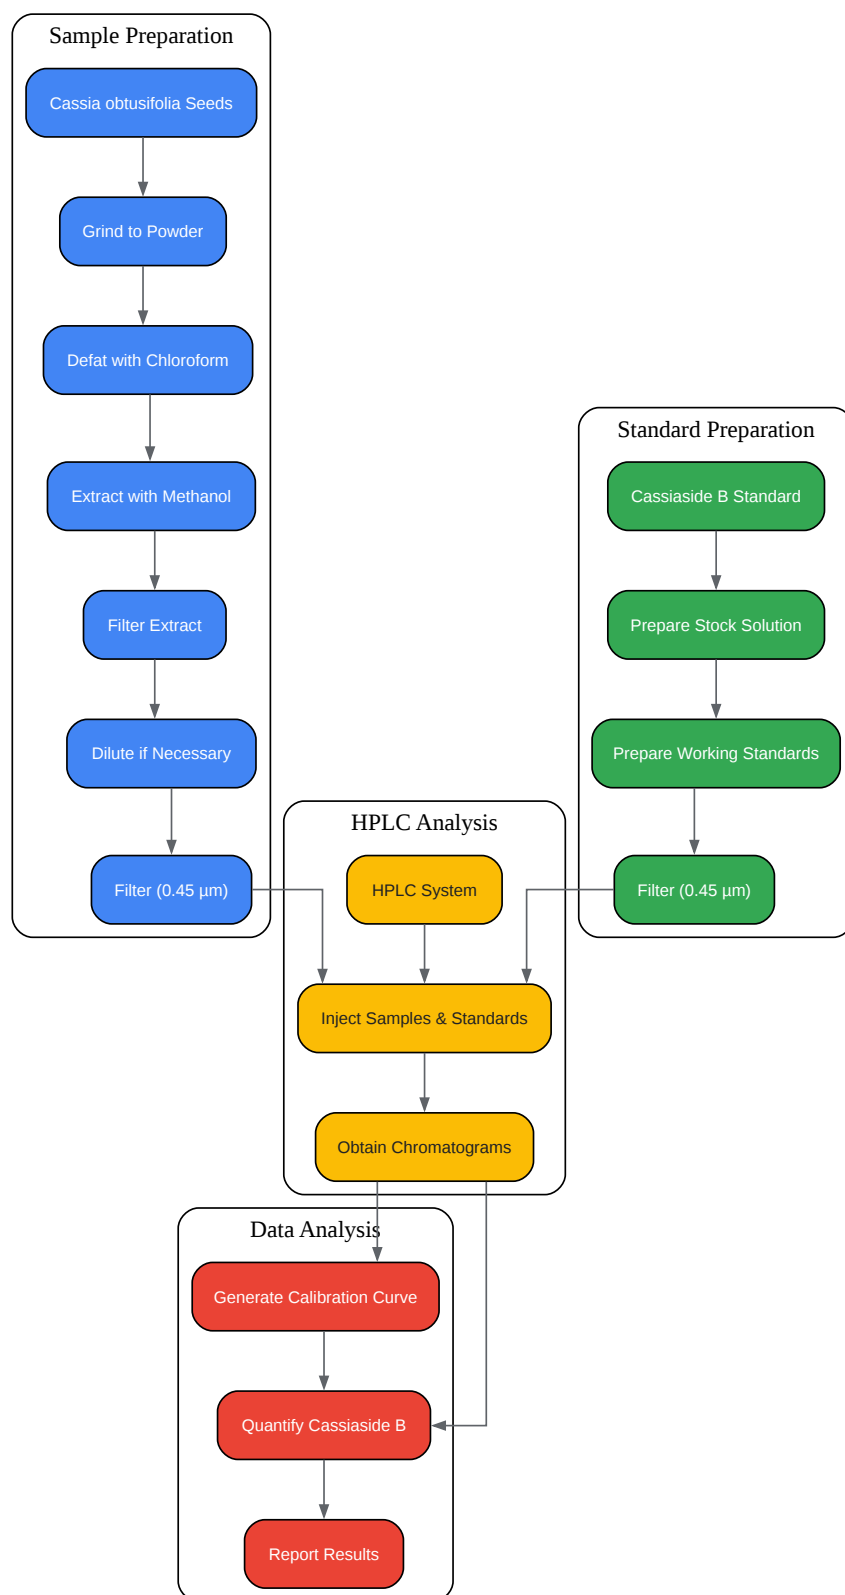 Sample Preparation
Cassia obtusifolia Seeds
Grind to Powder
Defat with Chloroform
Extract with Methanol
Filter Extract
Dilute if Necessary
Filter (0.45 µm)
Standard Preparation
Cassiaside B Standard
Prepare Stock Solution
Prepare Working Standards
Filter (0.45 µm)
HPLC Analysis
HPLC System
Inject Samples & Standards
Obtain Chromatograms
Data Analysis
Generate Calibration Curve
Quantify Cassiaside B
Report Results